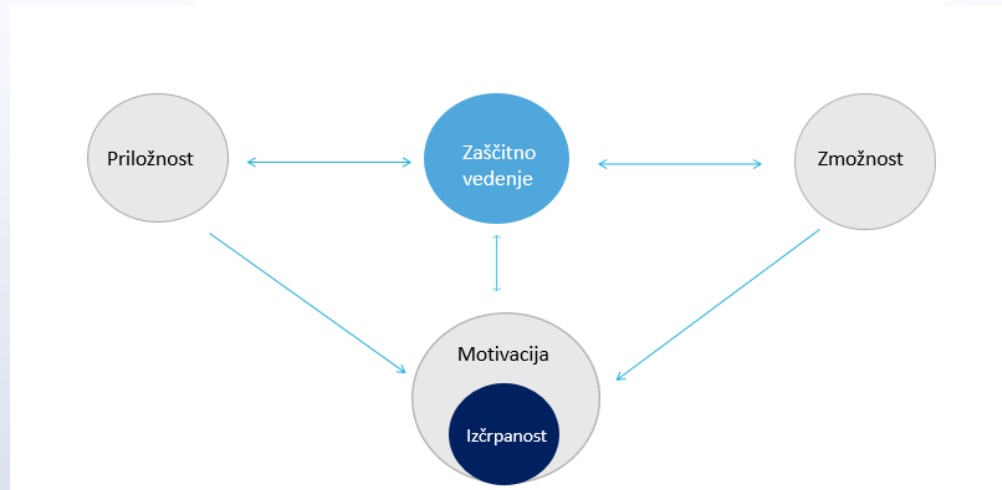 Priložnost
Zaščitno
vedenje
Zmožnost
Motivacija
Izčrpanost